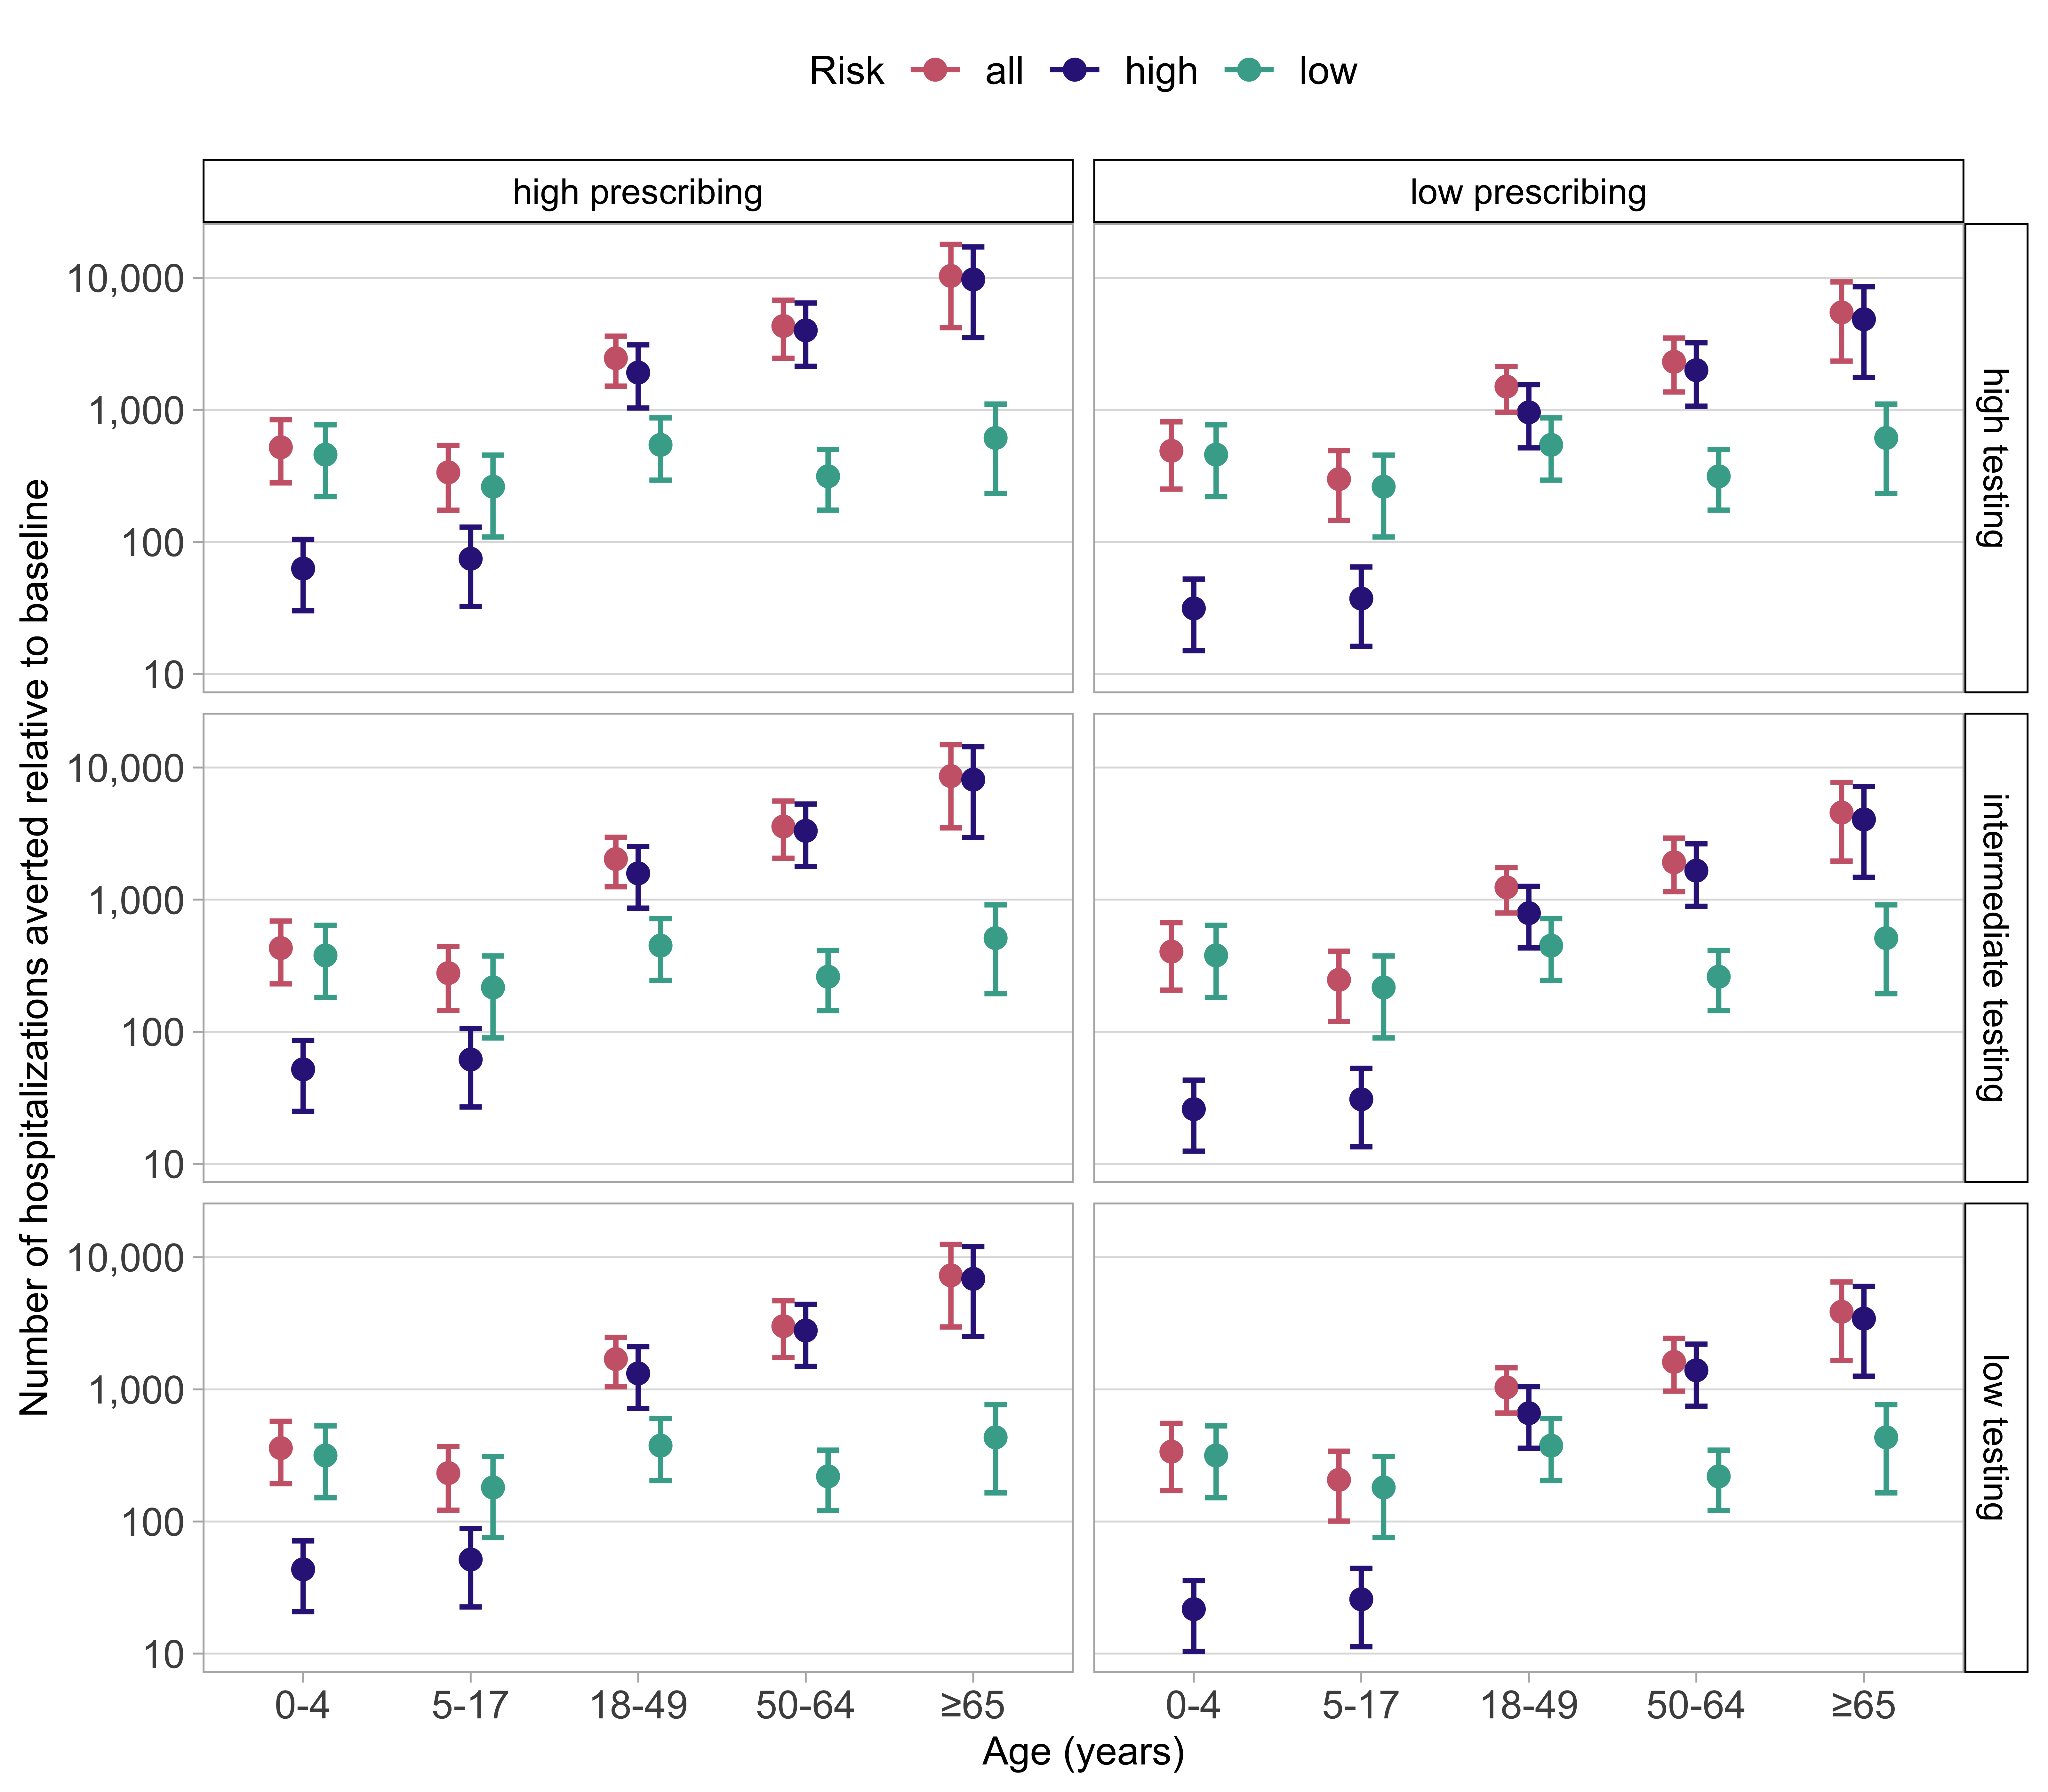 Risk all high low
high prescribing
low prescribing
Number of hospitalizations averted relative to baseline
10,000
1,000
100
10
high testing
10,000
1,000
100
10
intermediate testing
10,000
1,000
100
10
low testing
0-4 5-17 18-49 50-64 ≥65
0-4 5-17 18-49 50-64 ≥65
Age (years)